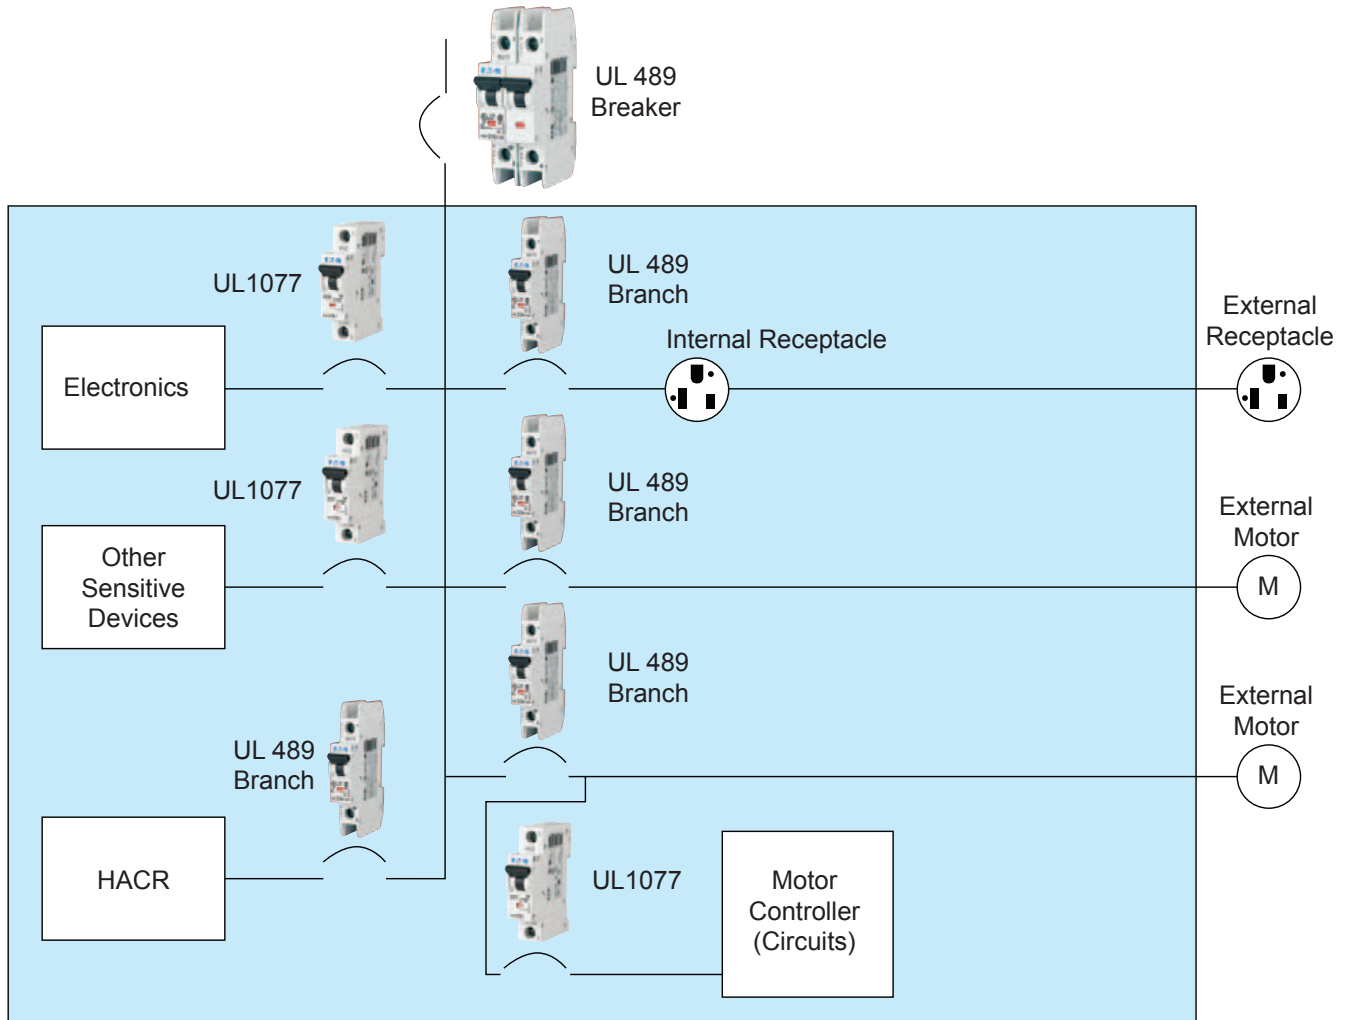 UL 489
Breaker
UL1077
UL 489
Branch
Internal Receptacle
External
Receptacle
Electronics
UL1077
UL 489
Branch
External
Motor
M
Other
Sensitive
Devices
UL 489
Branch
External
Motor
M
UL 489
Branch
HACR
UL1077
Motor
Controller
(Circuits)